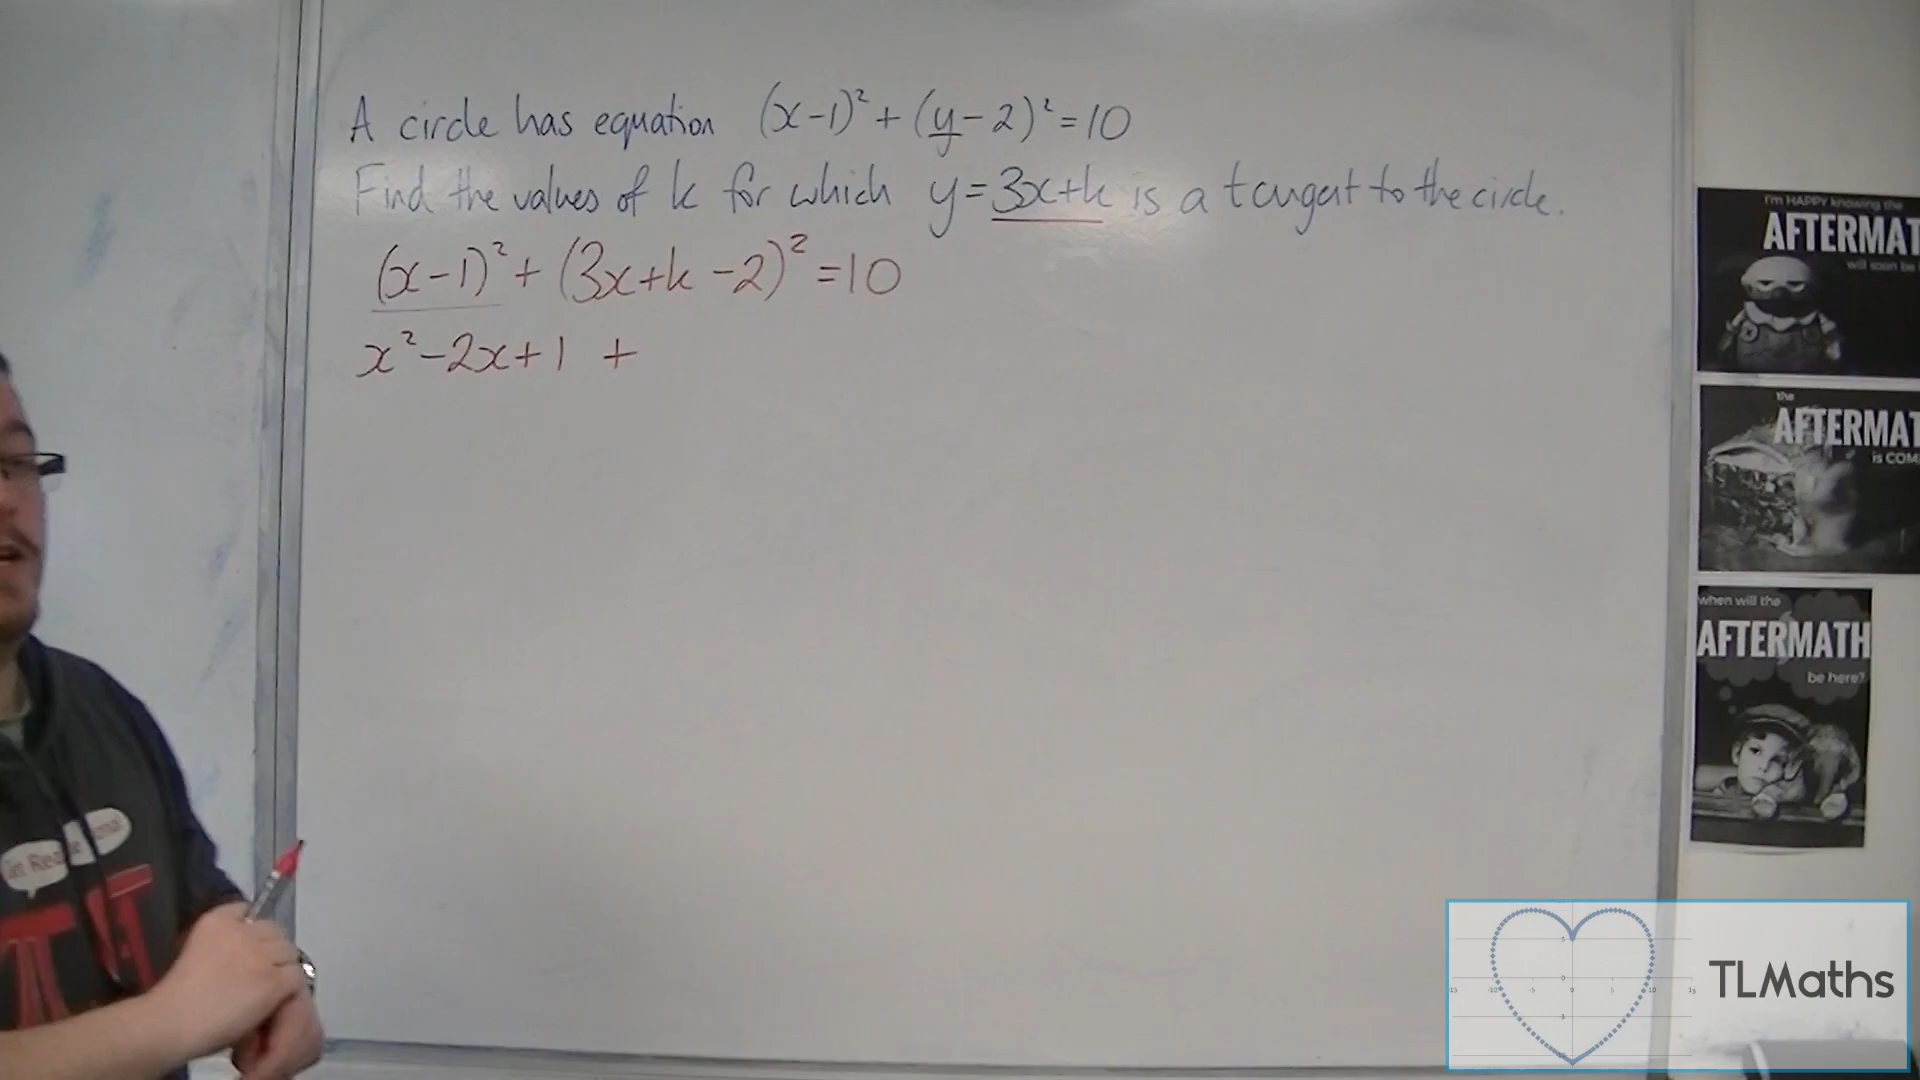 A circle has equation (x-1)² + (y-2)² = 10
Find the values of k for which y = 3x+k is a tangent to the circle.
(x-1)² + (3x+k-2)² = 10
x² - 2x + 1 +
I'm HAPPY knowing the
AFTERMAT
will soon be
the
AFTERMAT
is COM
when will the
AFTERMATH
be here?
TLMaths